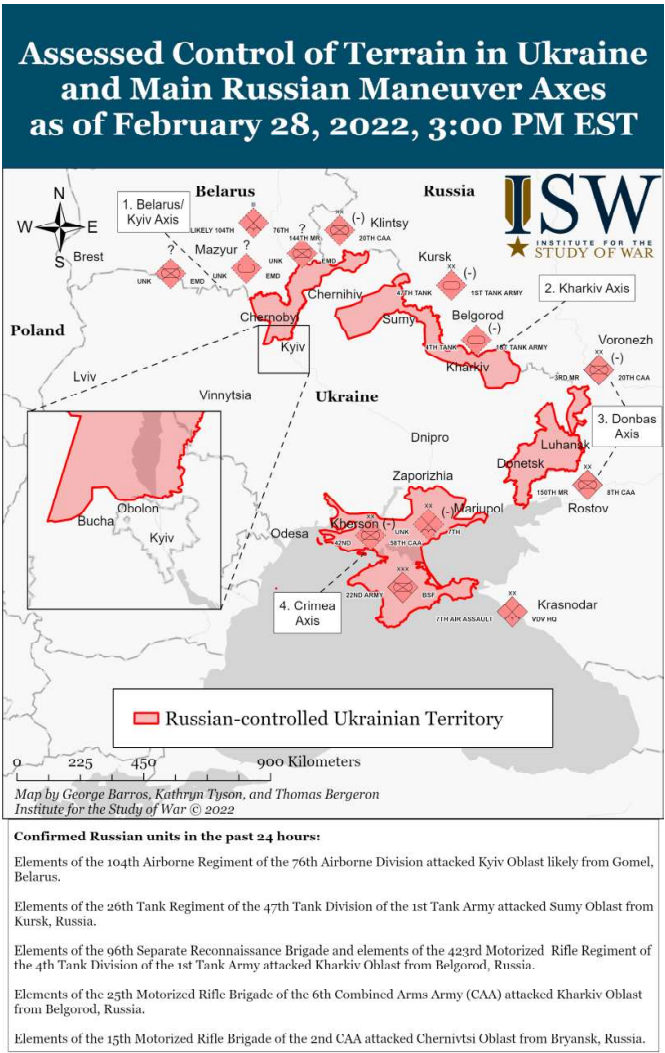 Assessed Control of Terrain in Ukraine
and Main Russian Maneuver Axes
as of February 28, 2022, 3:00 PM EST
N
W E
S
1. Belarus/
Kyiv Axis
Belarus
Russia
ISW
INSTITUTE FOR THE
STUDY OF WAR
LIKELY 104TH
76TH
?
144TH MR
EMD
XX
(-)
Klintsy
20TH CAA
Brest
?
UNK
EMD
Mazyur
?
UNK
EMD
Kursk
XX
(-)
47TH TANK
1ST TANK ARMY
2. Kharkiv Axis
Chernihiv
Chernobyl
Sumy
Belgorod
(-)
4TH TANK
1ST TANK ARMY
Kharkiv
Voronezh
XX
(-)
3RD MR
20TH CAA
Poland
Kyiv
Lviv
Vinnytsia
Ukraine
3. Donbas
Axis
Dnipro
Luhansk
Donetsk
XX
150TH MR
8TH CAA
Rostov
Zaporizhia
Obolon
Bucha
Kyiv
Odesa
XX
Kherson
(-)
42ND
58TH CAA
XX
(-)
UNK
7TH
Mariupol
XXX
22ND ARMY
BSF
4. Crimea
Axis
XX
7TH AIR ASSAULT
VDV HQ
Krasnodar
Russian-controlled Ukrainian Territory
0 225 450 900 Kilometers
Map by George Barros, Kathryn Tyson, and Thomas Bergeron
Institute for the Study of War © 2022
Confirmed Russian units in the past 24 hours:
Elements of the 104th Airborne Regiment of the 76th Airborne Division attacked Kyiv Oblast likely from Gomel,
Belarus.
Elements of the 26th Tank Regiment of the 47th Tank Division of the 1st Tank Army attacked Sumy Oblast from
Kursk, Russia.
Elements of the 96th Separate Reconnaissance Brigade and elements of the 423rd Motorized Rifle Regiment of
the 4th Tank Division of the 1st Tank Army attacked Kharkiv Oblast from Belgorod, Russia.
Elements of the 25th Motorized Rifle Brigade of the 6th Combined Arms Army (CAA) attacked Kharkiv Oblast
from Belgorod, Russia.
Elements of the 15th Motorized Rifle Brigade of the 2nd CAA attacked Chernivtsi Oblast from Bryansk, Russia.